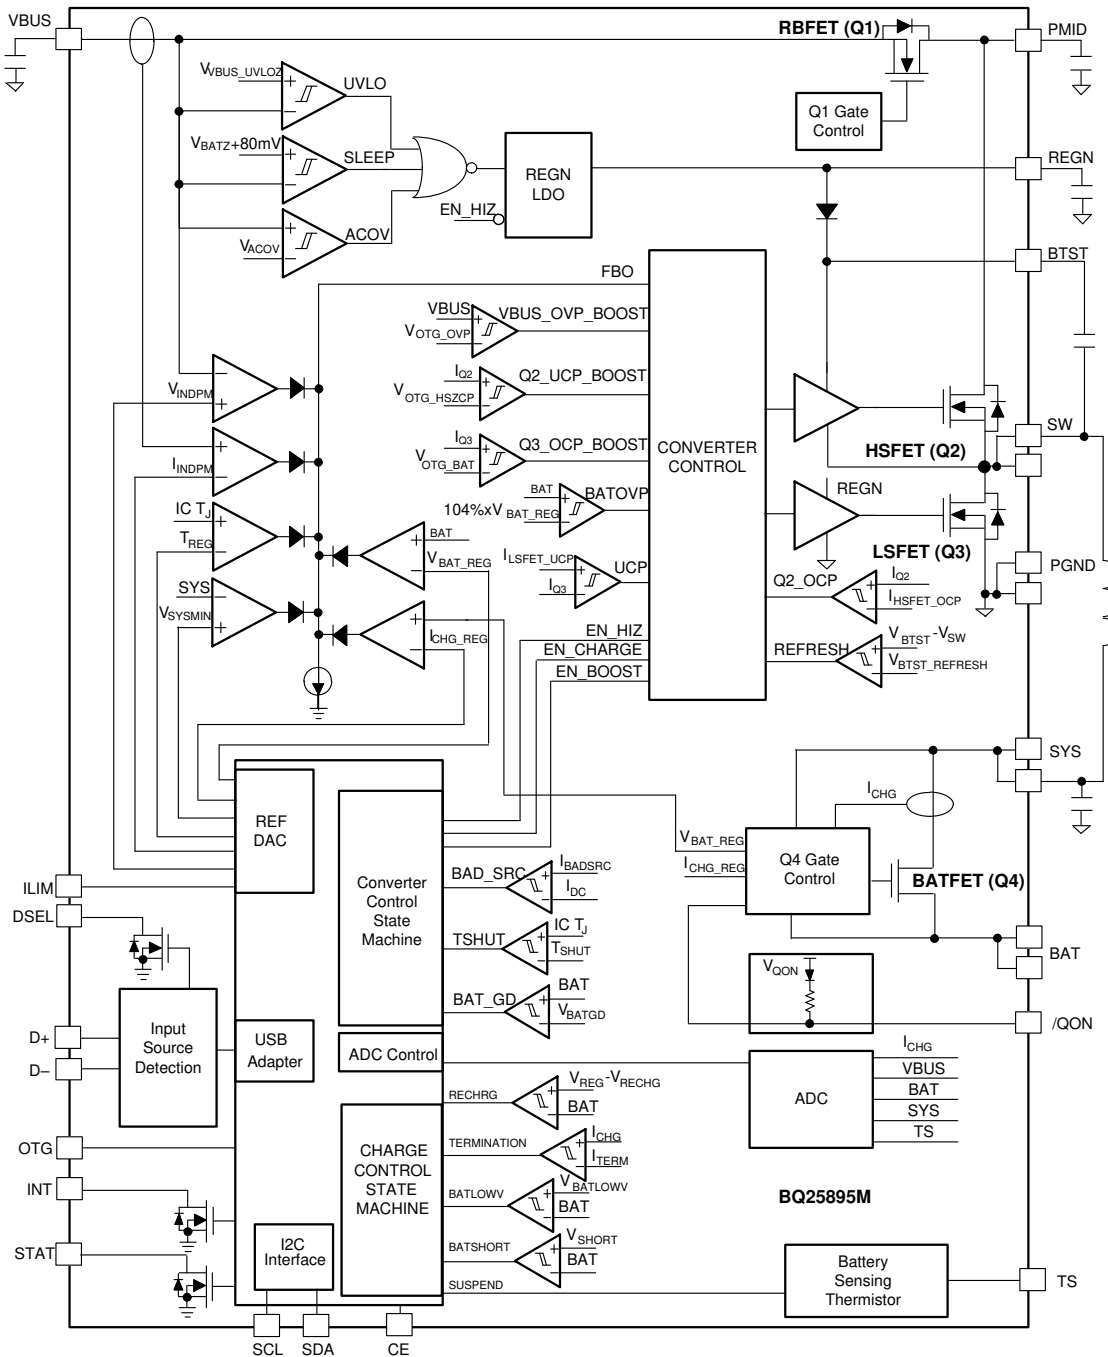 VBUS
RBFET (Q1)
PMID
VVBUS_UVLOZ
UVLO
Q1 Gate
Control
VBATZ+80mV
SLEEP
REGN
LDO
REGN
EN_HIZ
ACOV
VACOV
BTST
FBO
VBUS
VOTG_OVP
VBUS_OVP_BOOST
IQ2
VOTG_HSZCP
Q2_UCP_BOOST
VINDPM
IQ3
VOTG_BAT
Q3_OCP_BOOST
CONVERTER
CONTROL
HSFET (Q2)
SW
IINDPM
BAT
BATOVP
104%xVBAT_REG
REGN
IC TJ
TREG
BAT
VBAT_REG
ILSFET_UCP
IQ3
UCP
LSFET (Q3)
PGND
Q2_OCP
IQ2
IHSFET_OCP
SYS
VSYSMIN
ICHG_REG
EN_HIZ
EN_CHARGE
EN_BOOST
REFRESH
VBTST -VSW
VBTST_REFRESH
SYS
ICHG
REF
DAC
VBAT_REG
ICHG_REG
Q4 Gate
Control
BATFET (Q4)
Converter
Control
State
Machine
BAD_SRC
IBADSRC
IDC
ILIM
DSEL
TSHUT
IC TJ
TSHUT
BAT
VQON
BAT_GD
BAT
VBATGD
/QON
D+
D–
Input
Source
Detection
USB
Adapter
ADC Control
ADC
ICHG
VBUS
BAT
SYS
TS
RECHRG
VREG -VRECHG
BAT
OTG
CHARGE
CONTROL
STATE
MACHINE
TERMINATION
ICHG
ITERM
INT
BATLOWV
VBATLOWV
BAT
BQ25895M
STAT
I2C
Interface
BATSHORT
VSHORT
BAT
SUSPEND
Battery
Sensing
Thermistor
TS
SCL
SDA
CE